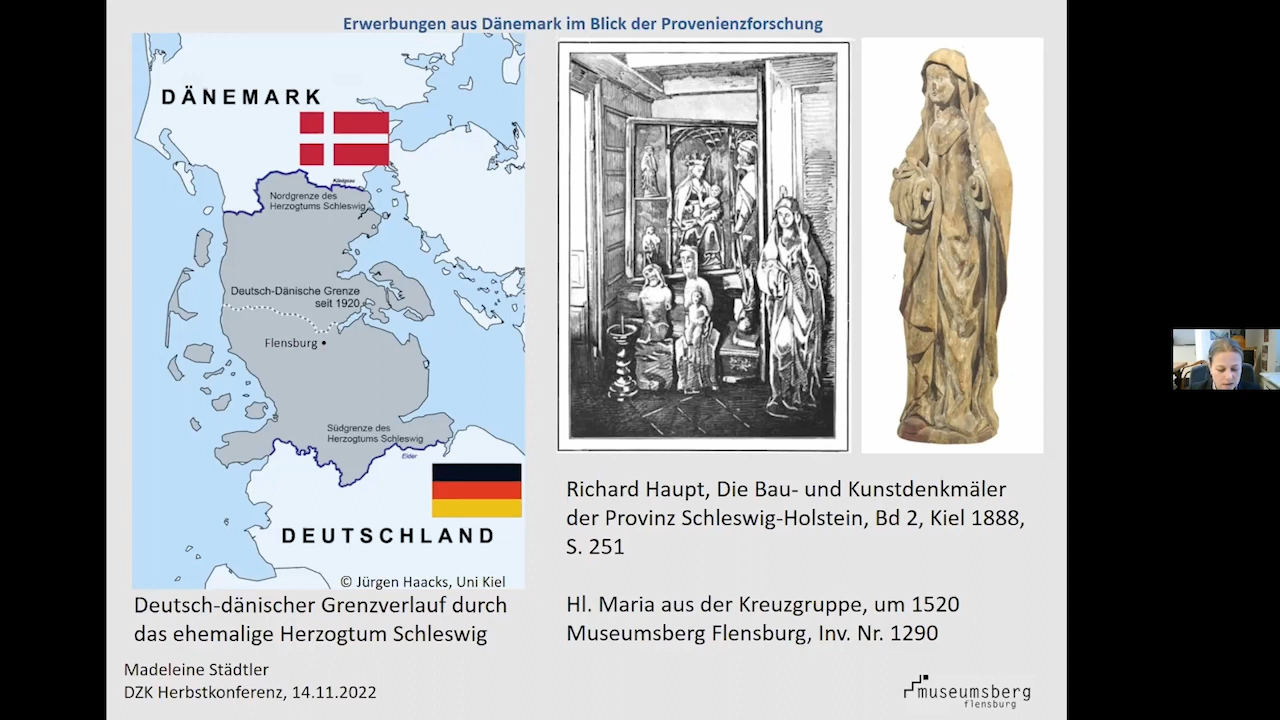 Erwerbungen aus Dänemark im Blick der Provenienzforschung
DÄNEMARK
Königsau
Nordgrenze des
Herzogtums Schleswig
Deutsch-Dänische Grenze
seit 1920
Flensburg
Südgrenze des
Herzogtums Schleswig
Eider
DEUTSCHLAND
© Jürgen Haacks, Uni Kiel
Deutsch-dänischer Grenzverlauf durch
das ehemalige Herzogtum Schleswig
Richard Haupt, Die Bau- und Kunstdenkmäler
der Provinz Schleswig-Holstein, Bd 2, Kiel 1888,
S. 251
Hl. Maria aus der Kreuzgruppe, um 1520
Museumsberg Flensburg, Inv. Nr. 1290
Madeleine Städtler
DZK Herbstkonferenz, 14.11.2022
museumsberg
flensburg